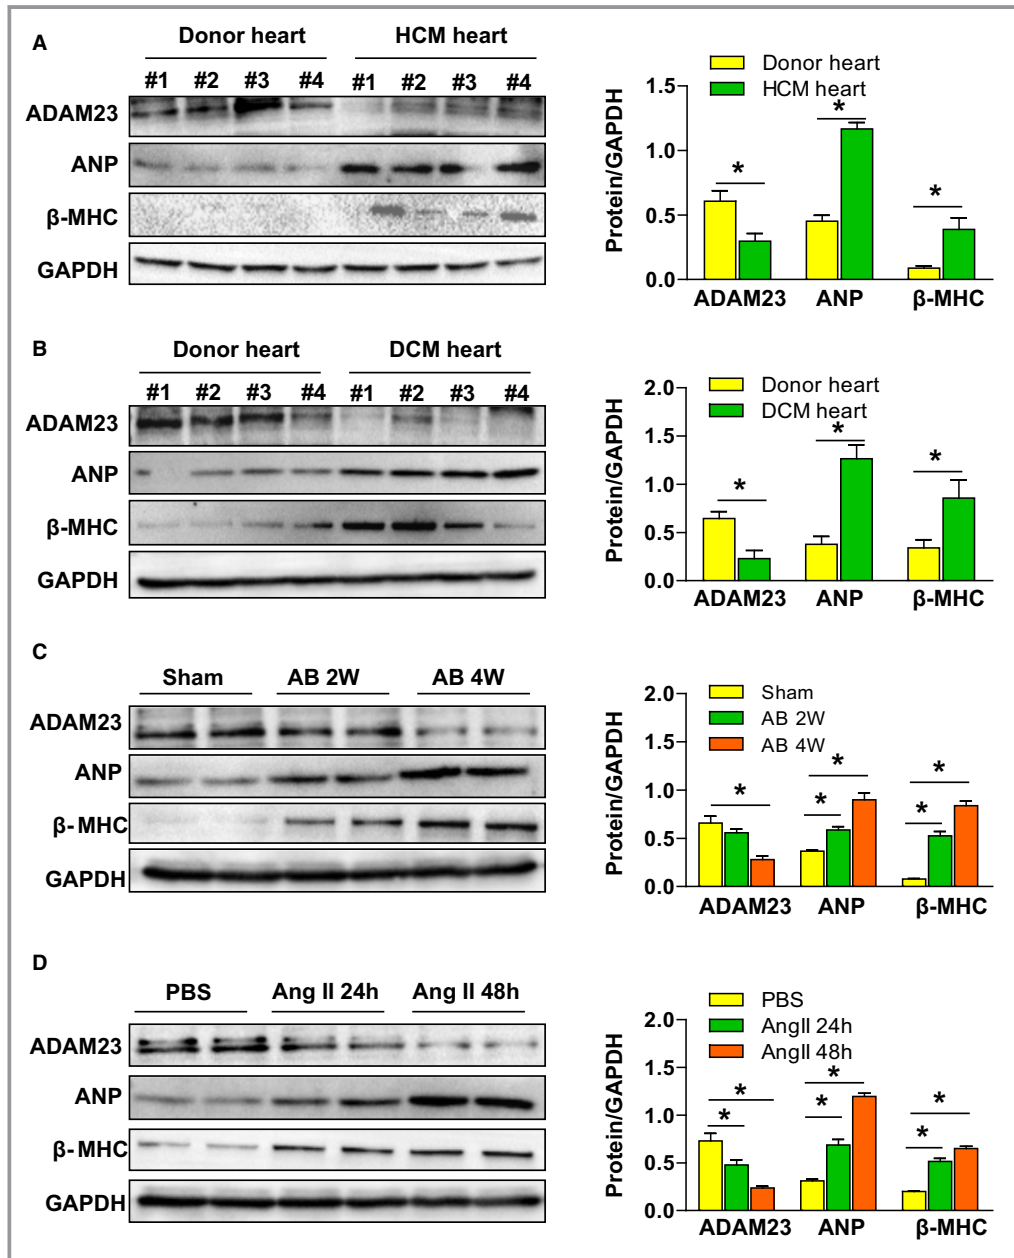 A
Donor heart HCM heart
#1 #2 #3 #4 #1 #2 #3 #4
ADAM23
ANP
β-MHC
GAPDH
Donor heart
HCM heart
Protein/GAPDH
1.5
1.0
0.5
0.0
* * *
ADAM23 ANP β-MHC
B
Donor heart DCM heart
#1 #2 #3 #4 #1 #2 #3 #4
ADAM23
ANP
β-MHC
GAPDH
Donor heart
DCM heart
Protein/GAPDH
2.0
1.5
1.0
0.5
0.0
* * *
ADAM23 ANP β-MHC
C
Sham AB 2W AB 4W
ADAM23
ANP
β- MHC
GAPDH
Sham
AB 2W
AB 4W
Protein/GAPDH
2.0
1.5
1.0
0.5
0.0
* * * * *
ADAM23 ANP β-MHC
D
PBS Ang II 24h Ang II 48h
ADAM23
ANP
β- MHC
GAPDH
PBS
AngII 24h
AngII 48h
Protein/GAPDH
2.0
1.5
1.0
0.5
0.0
* * * * * *
ADAM23 ANP β-MHC